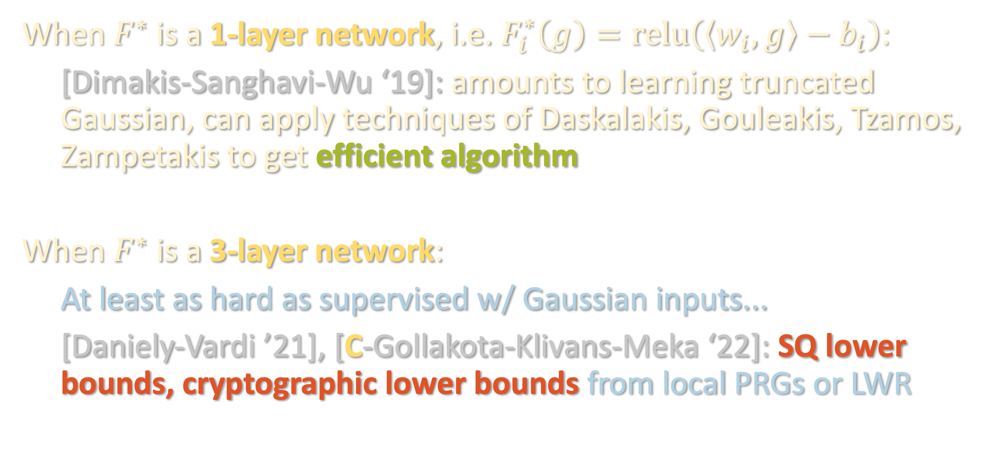 When F* is a 1-layer network, i.e. F_i^*(g) = relu(⟨w_i, g⟩ − b_i):
[Dimakis-Sanghavi-Wu ‘19]: amounts to learning truncated
Gaussian, can apply techniques of Daskalakis, Gouleakis, Tzamos,
Zampetakis to get efficient algorithm
When F* is a 3-layer network:
At least as hard as supervised w/ Gaussian inputs...
[Daniely-Vardi ’21], [C-Gollakota-Klivans-Meka ‘22]: SQ lower
bounds, cryptographic lower bounds from local PRGs or LWR